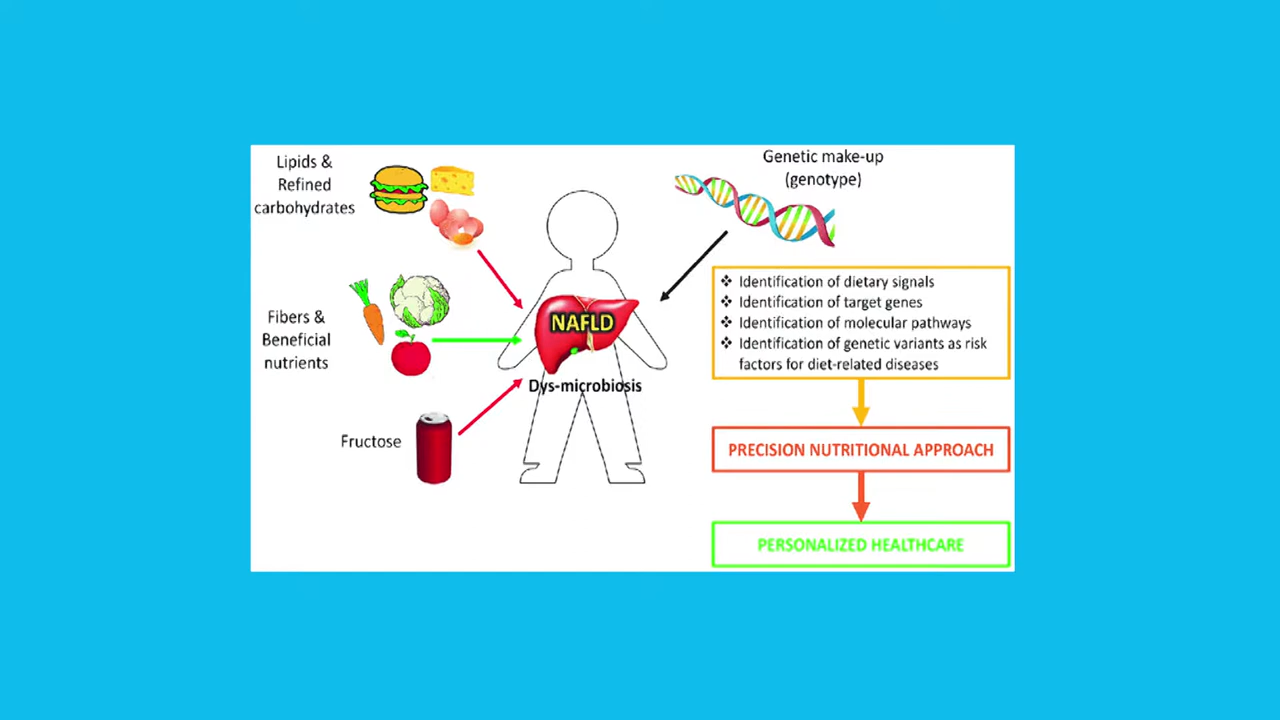 Lipids &
Refined
carbohydrates
Fibers &
Beneficial
nutrients
Fructose
NAFLD
Dys-microbiosis
Genetic make-up
(genotype)
❖ Identification of dietary signals
❖ Identification of target genes
❖ Identification of molecular pathways
❖ Identification of genetic variants as risk
factors for diet-related diseases
PRECISION NUTRITIONAL APPROACH
PERSONALIZED HEALTHCARE